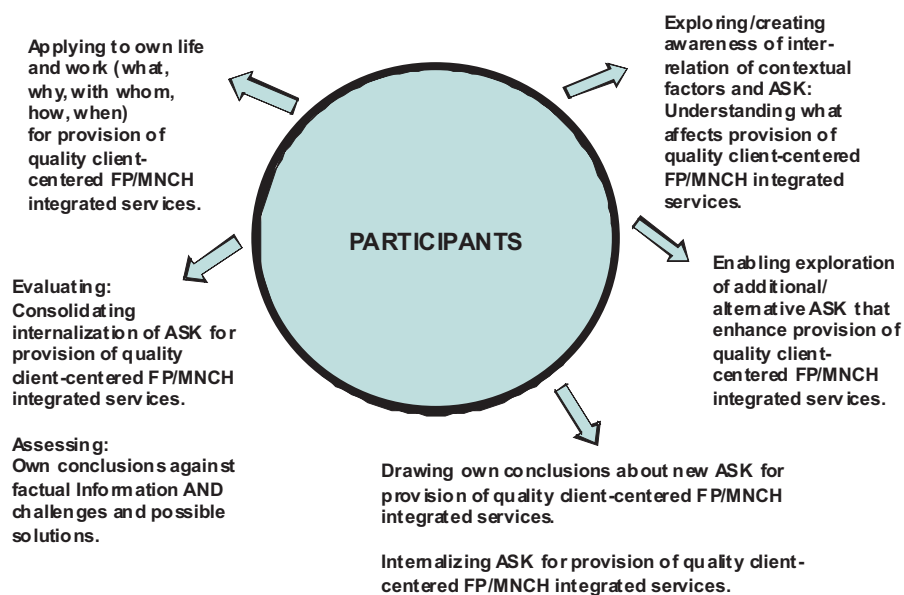 Applying to own life
and work (what,
why, with whom,
how, when)
for provision of
quality client-
centered FP/MNCH
integrated services.
Exploring/creating
awareness of inter-
relation of contextual
factors and ASK:
Understanding what
affects provision of
quality client-centered
FP/MNCH integrated
services.
PARTICIPANTS
Enabling exploration
of additional/
alternative ASK that
enhance provision of
quality client-
centered FP/MNCH
integrated services.
Evaluating:
Consolidating
internalization of ASK for
provision of quality
client-centered FP/MNCH
integrated services.
Assessing:
Own conclusions against
factual Information AND
challenges and possible
solutions.
Drawing own conclusions about new ASK for
provision of quality client-centered FP/MNCH
integrated services.
Internalizing ASK for provision of quality client-
centered FP/MNCH integrated services.